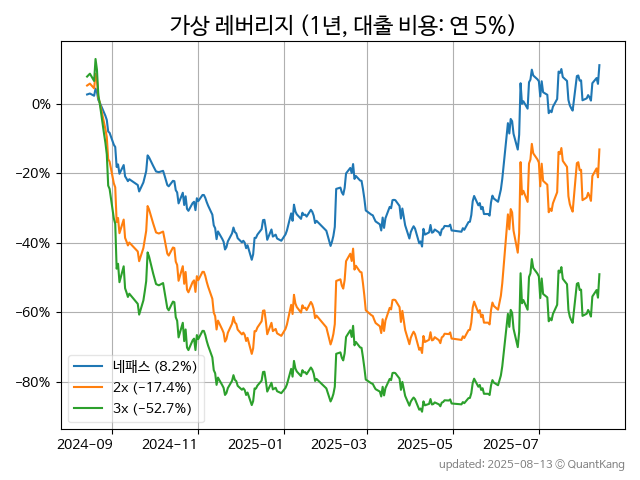 가상 레버리지 (1년, 대출 비용: 연 5%)
0%
−20%
−40%
−60%
−80%
네패스 (8.2%)
2x (−17.4%)
3x (−52.7%)
2024-09
2024-11
2025-01
2025-03
2025-05
2025-07
updated: 2025-08-13 © QuantKang